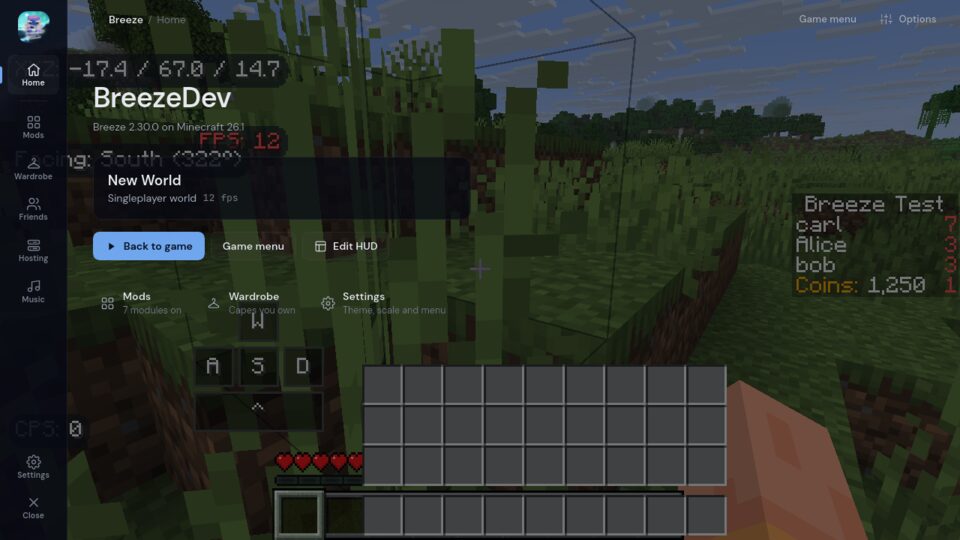 Breeze / Home
Game menu
Options
-17.4 / 67.0 / 14.7
Home
BreezeDev
Breeze 2.30.0 on Minecraft 26.1
FPS: 12
Mods
Facing: South (322°)
Wardrobe
New World
Singleplayer world 12 fps
Friends
Breeze Test
carl 7
Alice 3
bob 3
Coins: 1,250 1
Back to game
Game menu
Edit HUD
Hosting
Music
Mods
7 modules on
Wardrobe
Capes you own
Settings
Theme, scale and menu
W
A
S
D
^
CPS: 0
Settings
Close